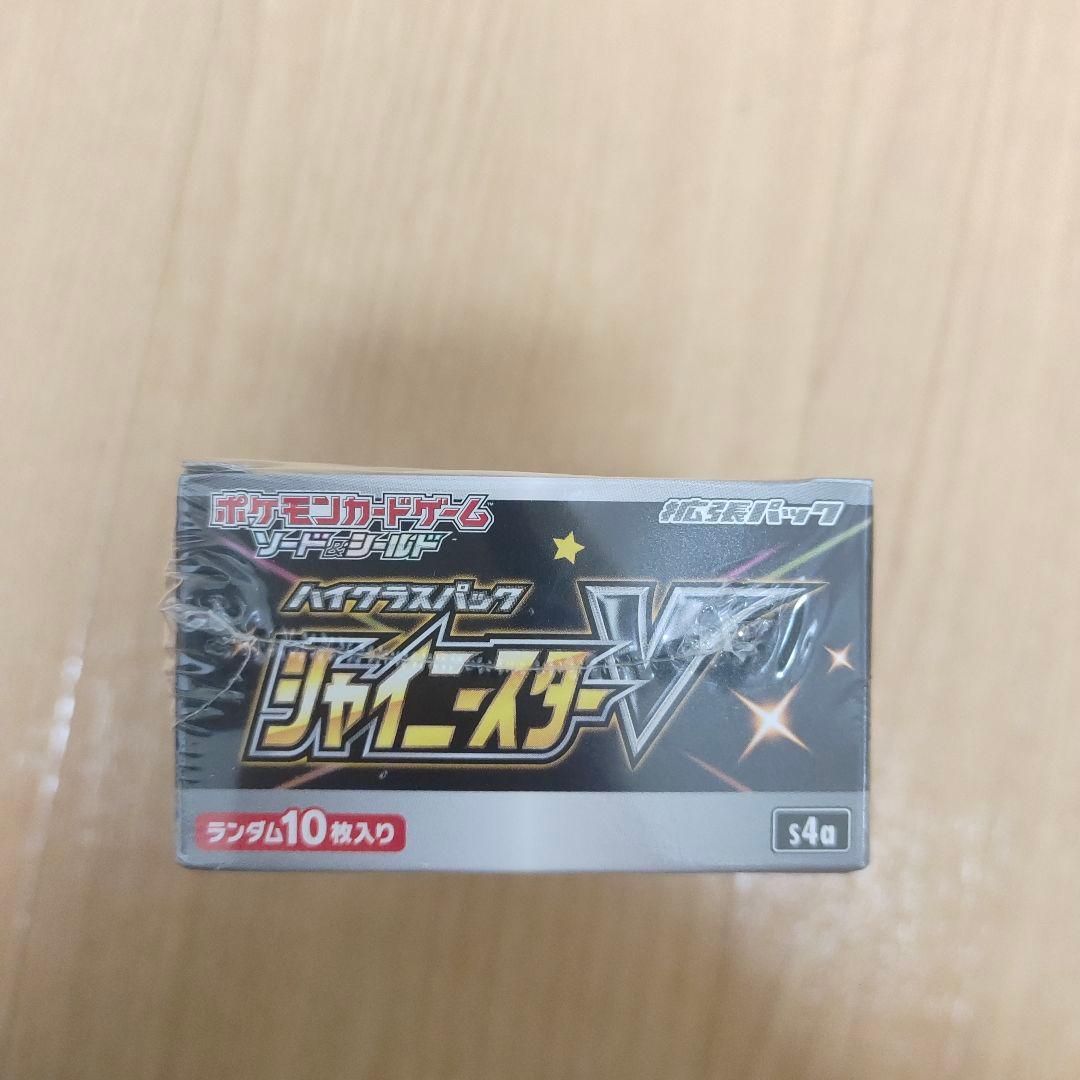 ポケモンカードゲーム
ソード&シールド
拡張パック
ハイクラスパック
シャイニースターV
ランダム10枚入り
s4a